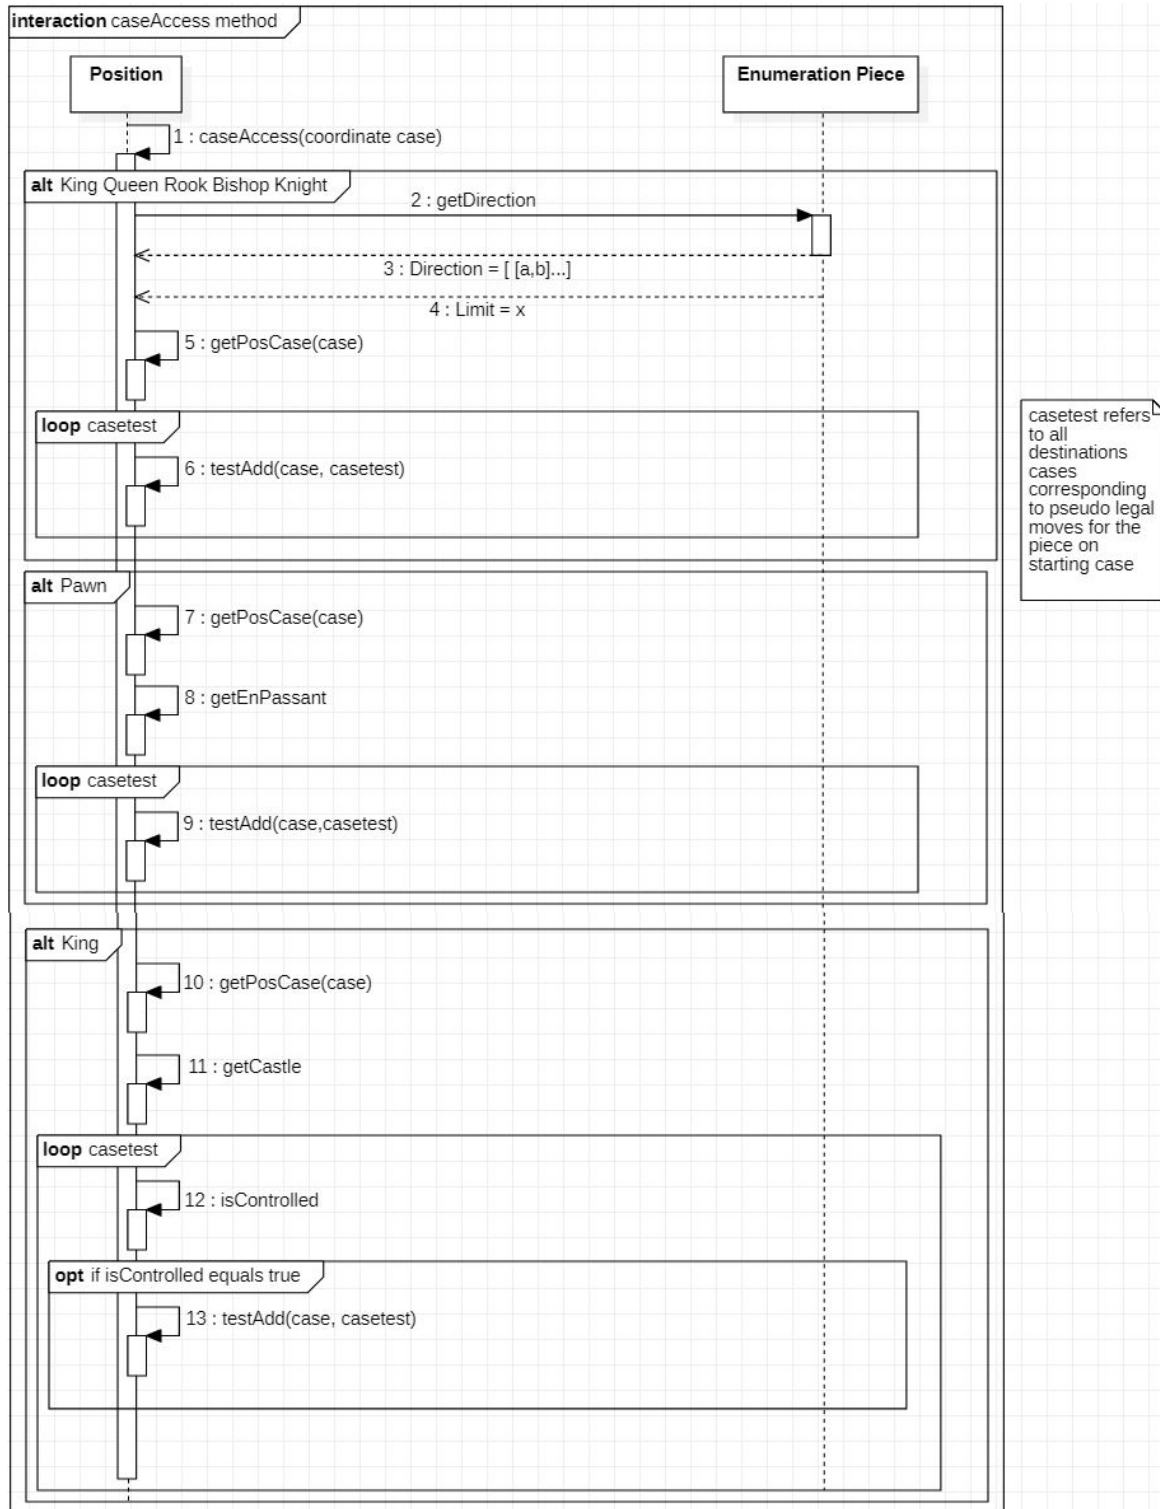 interaction caseAccess method
Position
Enumeration Piece
1 : caseAccess(coordinate case)
alt King Queen Rook Bishop Knight
2 : getDirection
3 : Direction = [ [a,b]...]
4 : Limit = x
5 : getPosCase(case)
loop casetest
6 : testAdd(case, casetest)
casetest refers
to all
destinations
cases
corresponding
to pseudo legal
moves for the
piece on
starting case
alt Pawn
7 : getPosCase(case)
8 : getEnPassant
loop casetest
9 : testAdd(case,casetest)
alt King
10 : getPosCase(case)
11 : getCastle
loop casetest
12 : isControlled
opt if isControlled equals true
13 : testAdd(case, casetest)